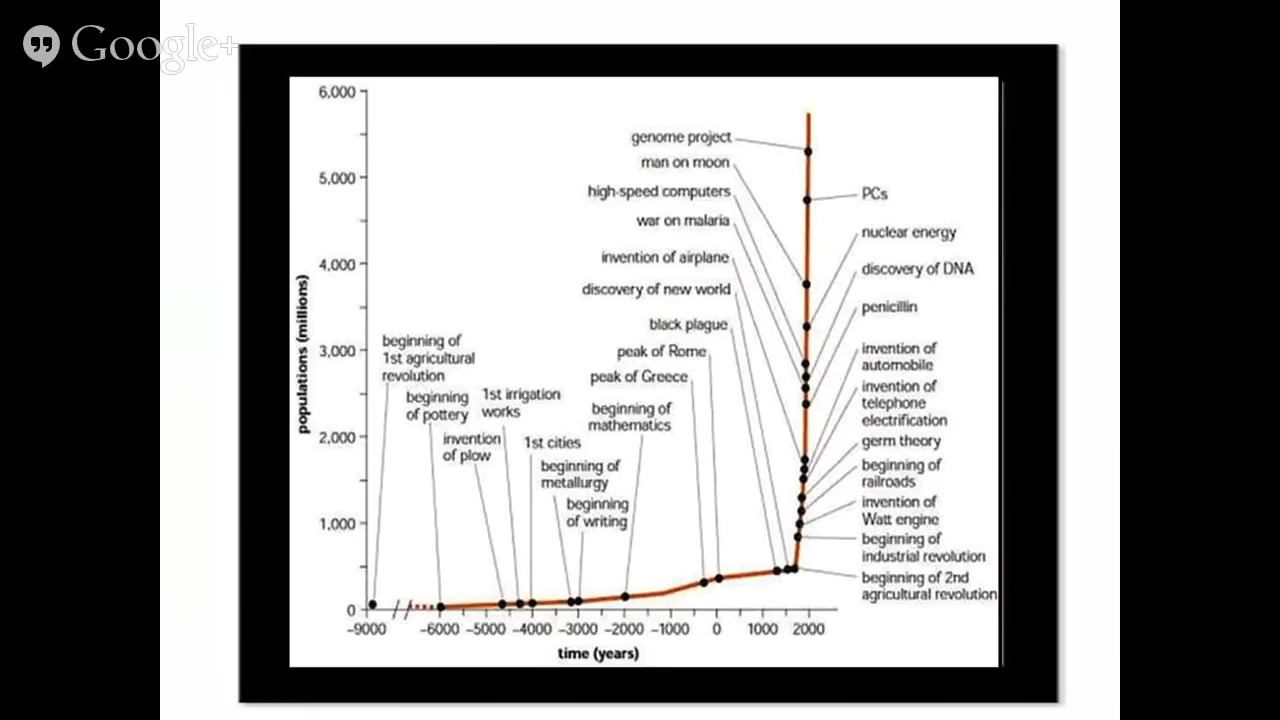 Google+
6,000
5,000
4,000
3,000
2,000
1,000
0
populations (millions)
genome project
man on moon
high-speed computers
war on malaria
invention of airplane
discovery of new world
black plague
peak of Rome
peak of Greece
beginning of
mathematics
beginning of
1st agricultural
revolution
beginning
of pottery
1st irrigation
works
invention
of plow
1st cities
beginning of
metallurgy
beginning
of writing
PCs
nuclear energy
discovery of DNA
penicillin
invention of
automobile
invention of
telephone
electrification
germ theory
beginning of
railroads
invention of
Watt engine
beginning of
industrial revolution
beginning of 2nd
agricultural revolution
–9000 –6000 –5000 –4000 –3000 –2000 –1000 0 1000 2000
time (years)